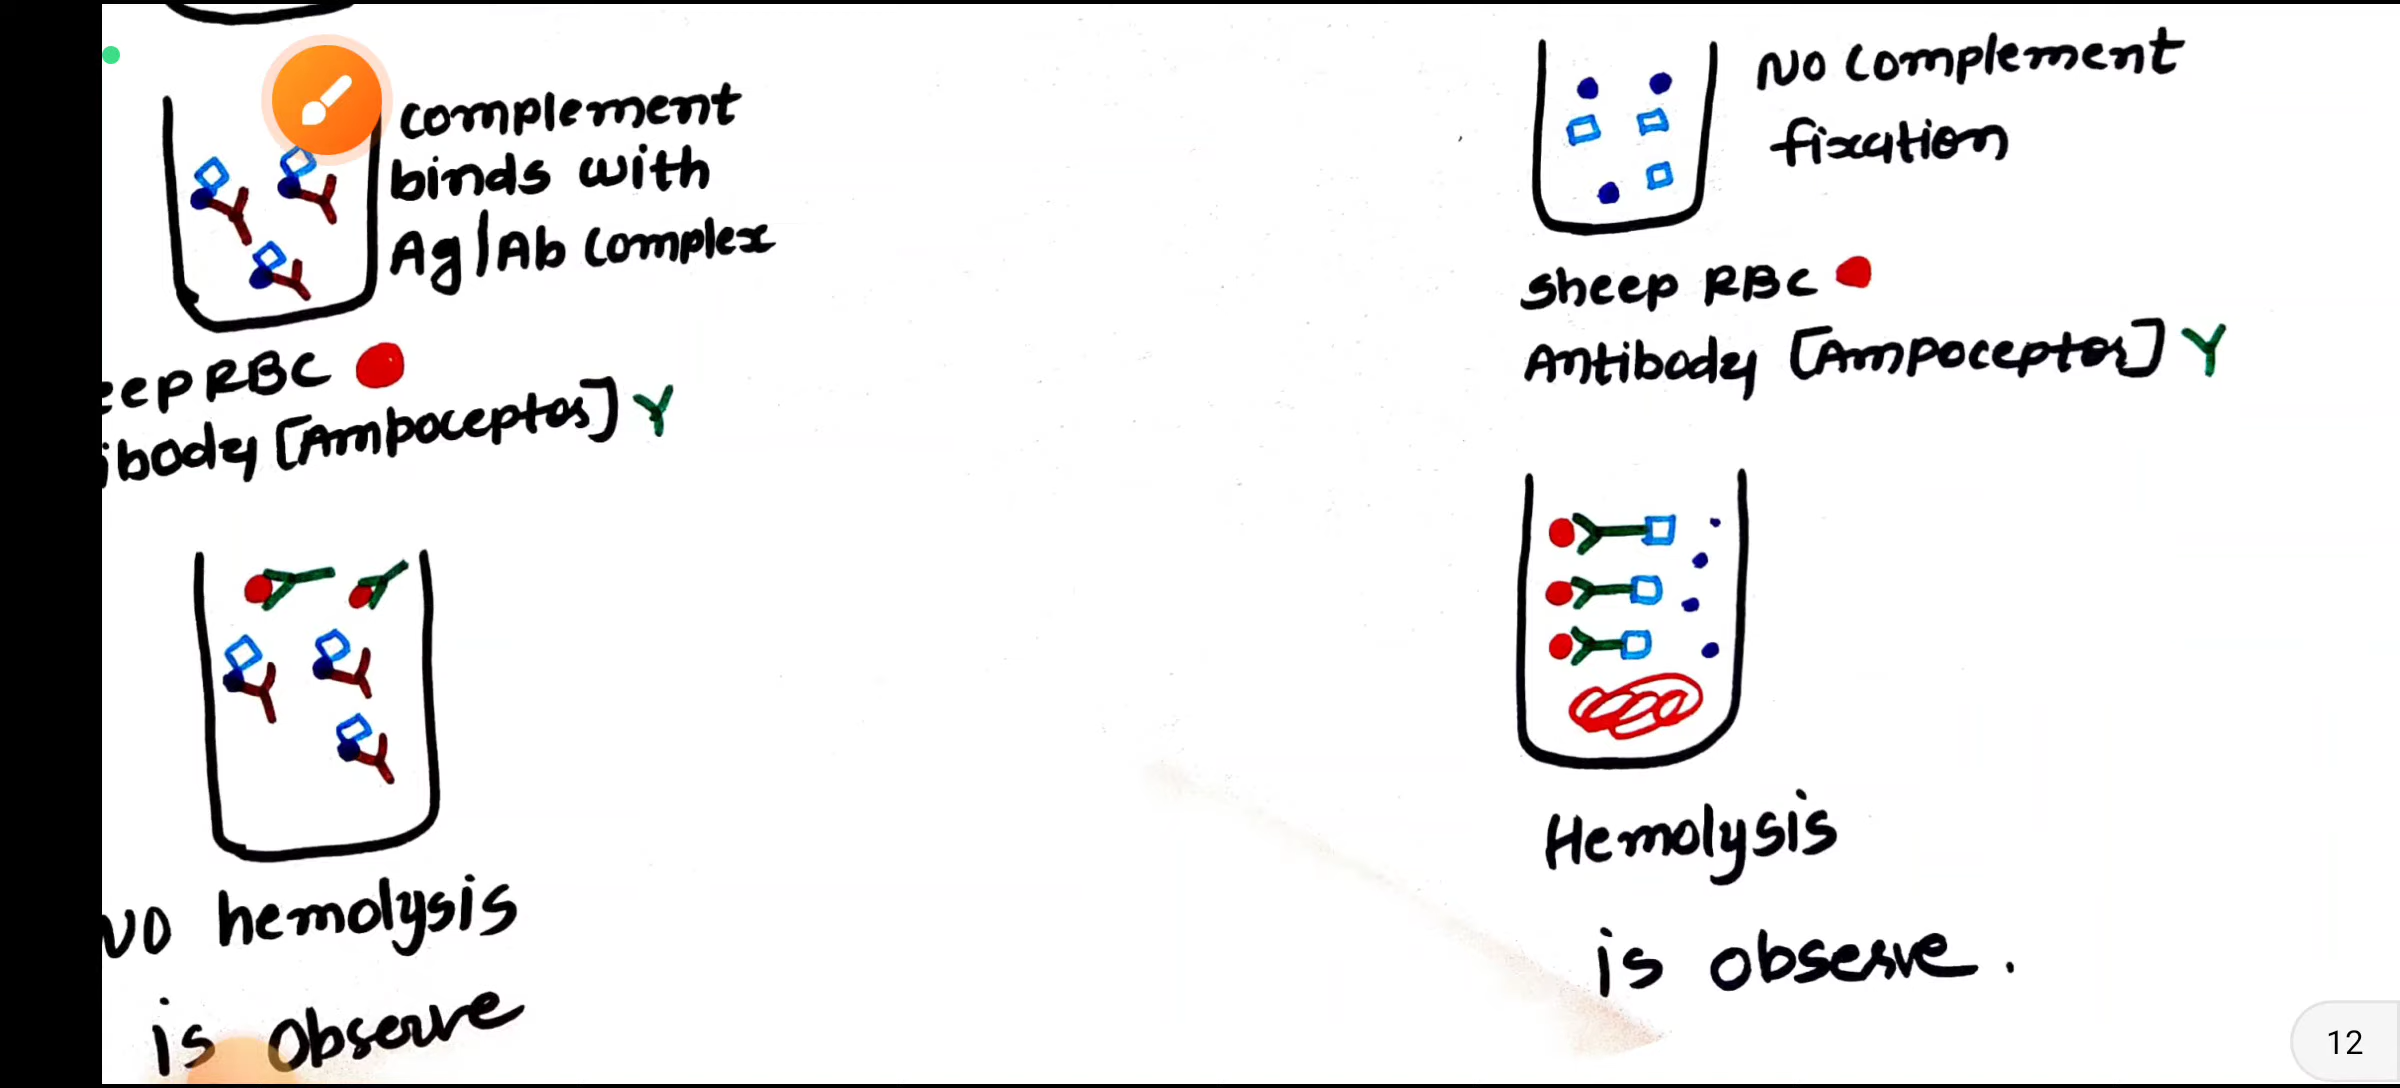 complement
binds with
Ag|Ab complex
eep RBC
ibody [Amboceptor] Y
NO hemolysis
is Observe
NO complement
fixation
sheep RBC
Antibody [Ampoceptor] Y
Hemolysis
is observe.
12